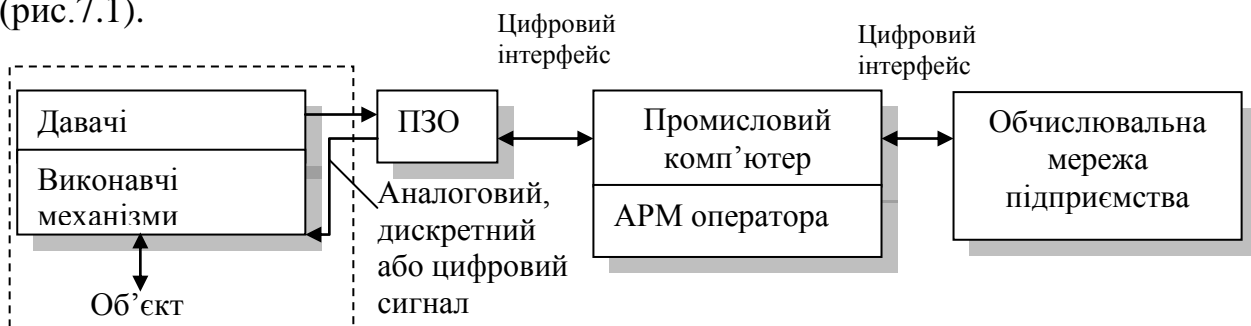 (рис.7.1).
Цифровий
інтерфейс
Цифровий
інтерфейс
Давачі
Виконавчі
механізми
Об’єкт
ПЗО
Аналоговий,
дискретний
або цифровий
сигнал
Промисловий
комп’ютер
АРМ оператора
Обчислювальна
мережа
підприємства